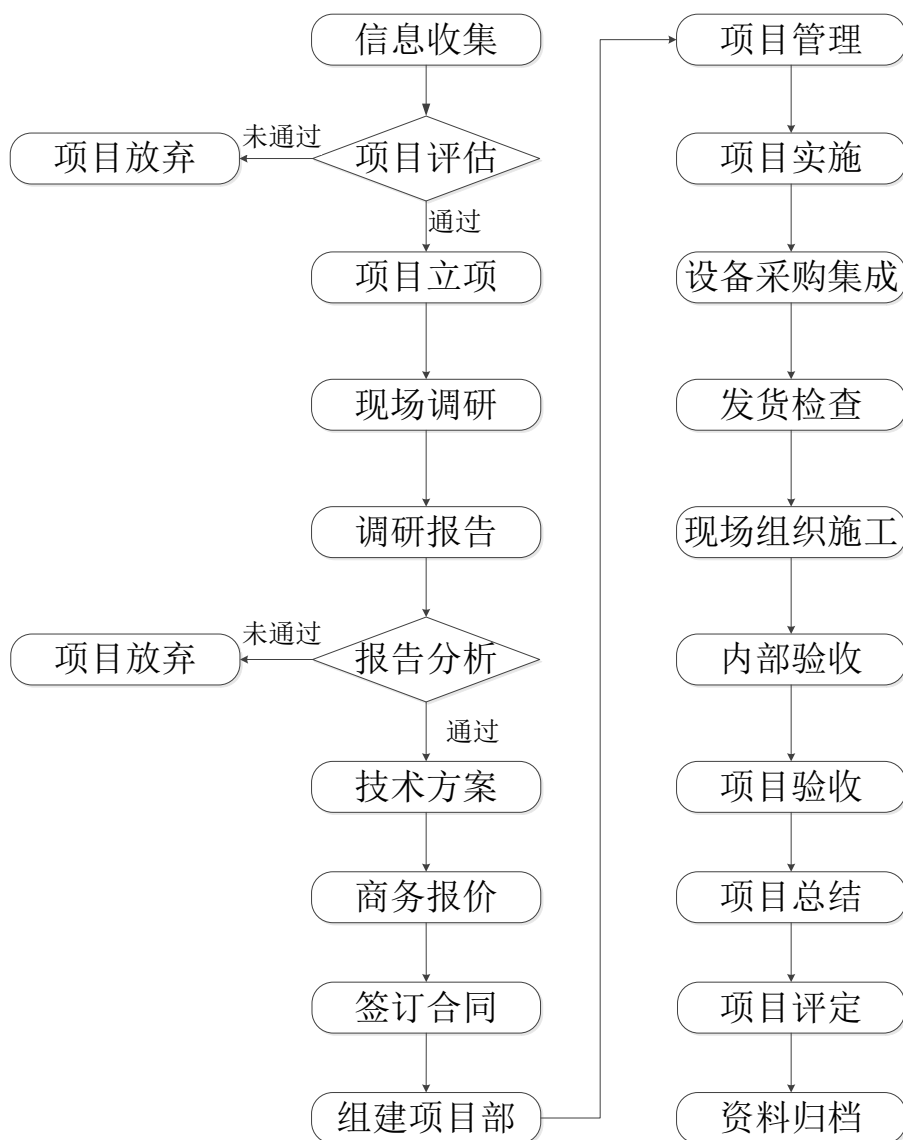 信息收集
未通过
项目放弃
项目评估
通过
项目立项
现场调研
调研报告
未通过
项目放弃
报告分析
通过
技术方案
商务报价
签订合同
组建项目部
项目管理
项目实施
设备采购集成
发货检查
现场组织施工
内部验收
项目验收
项目总结
项目评定
资料归档